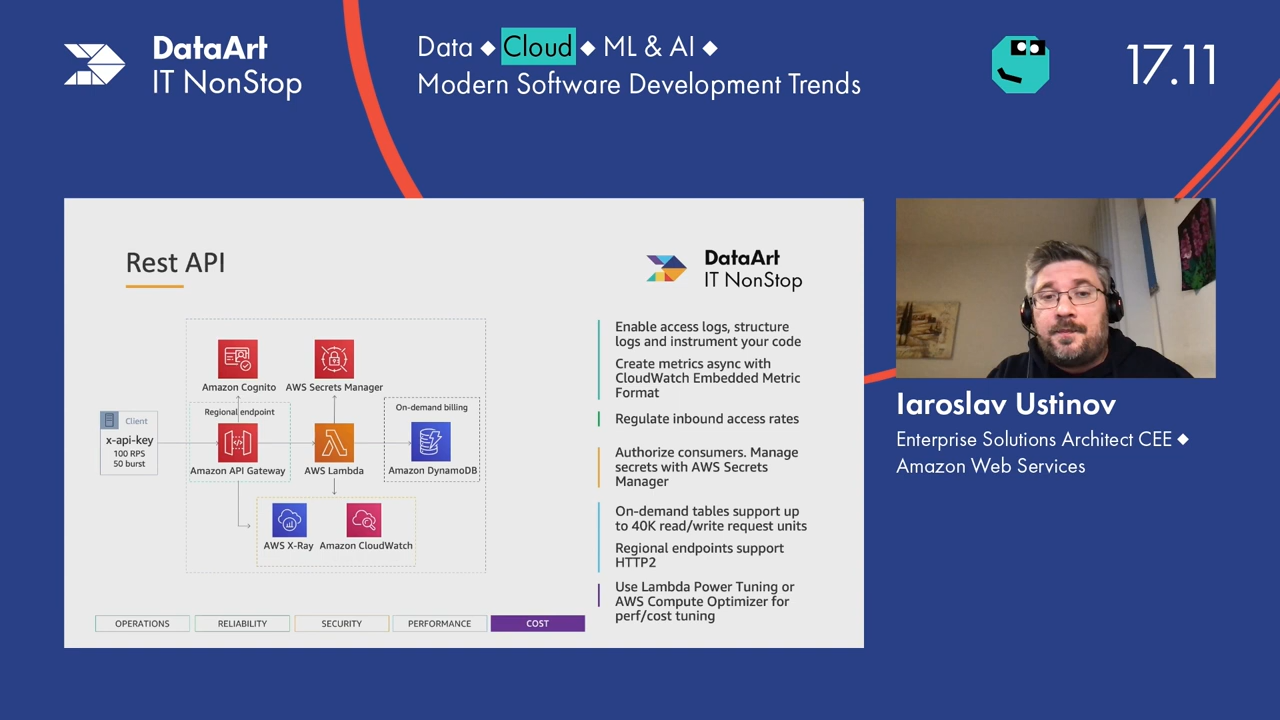 DataArt
IT NonStop
Data ◆ Cloud ◆ ML & AI ◆
Modern Software Development Trends
17.11
Rest API
DataArt
IT NonStop
Amazon Cognito
AWS Secrets Manager
Regional endpoint
On-demand billing
Client
x-api-key
100 RPS
50 burst
Amazon API Gateway
AWS Lambda
Amazon DynamoDB
AWS X-Ray
Amazon CloudWatch
OPERATIONS
RELIABILITY
SECURITY
PERFORMANCE
COST
Enable access logs, structure
logs and instrument your code
Create metrics async with
CloudWatch Embedded Metric
Format
Regulate inbound access rates
Authorize consumers. Manage
secrets with AWS Secrets
Manager
On-demand tables support up
to 40K read/write request units
Regional endpoints support
HTTP2
Use Lambda Power Tuning or
AWS Compute Optimizer for
perf/cost tuning
Iaroslav Ustinov
Enterprise Solutions Architect CEE ◆
Amazon Web Services